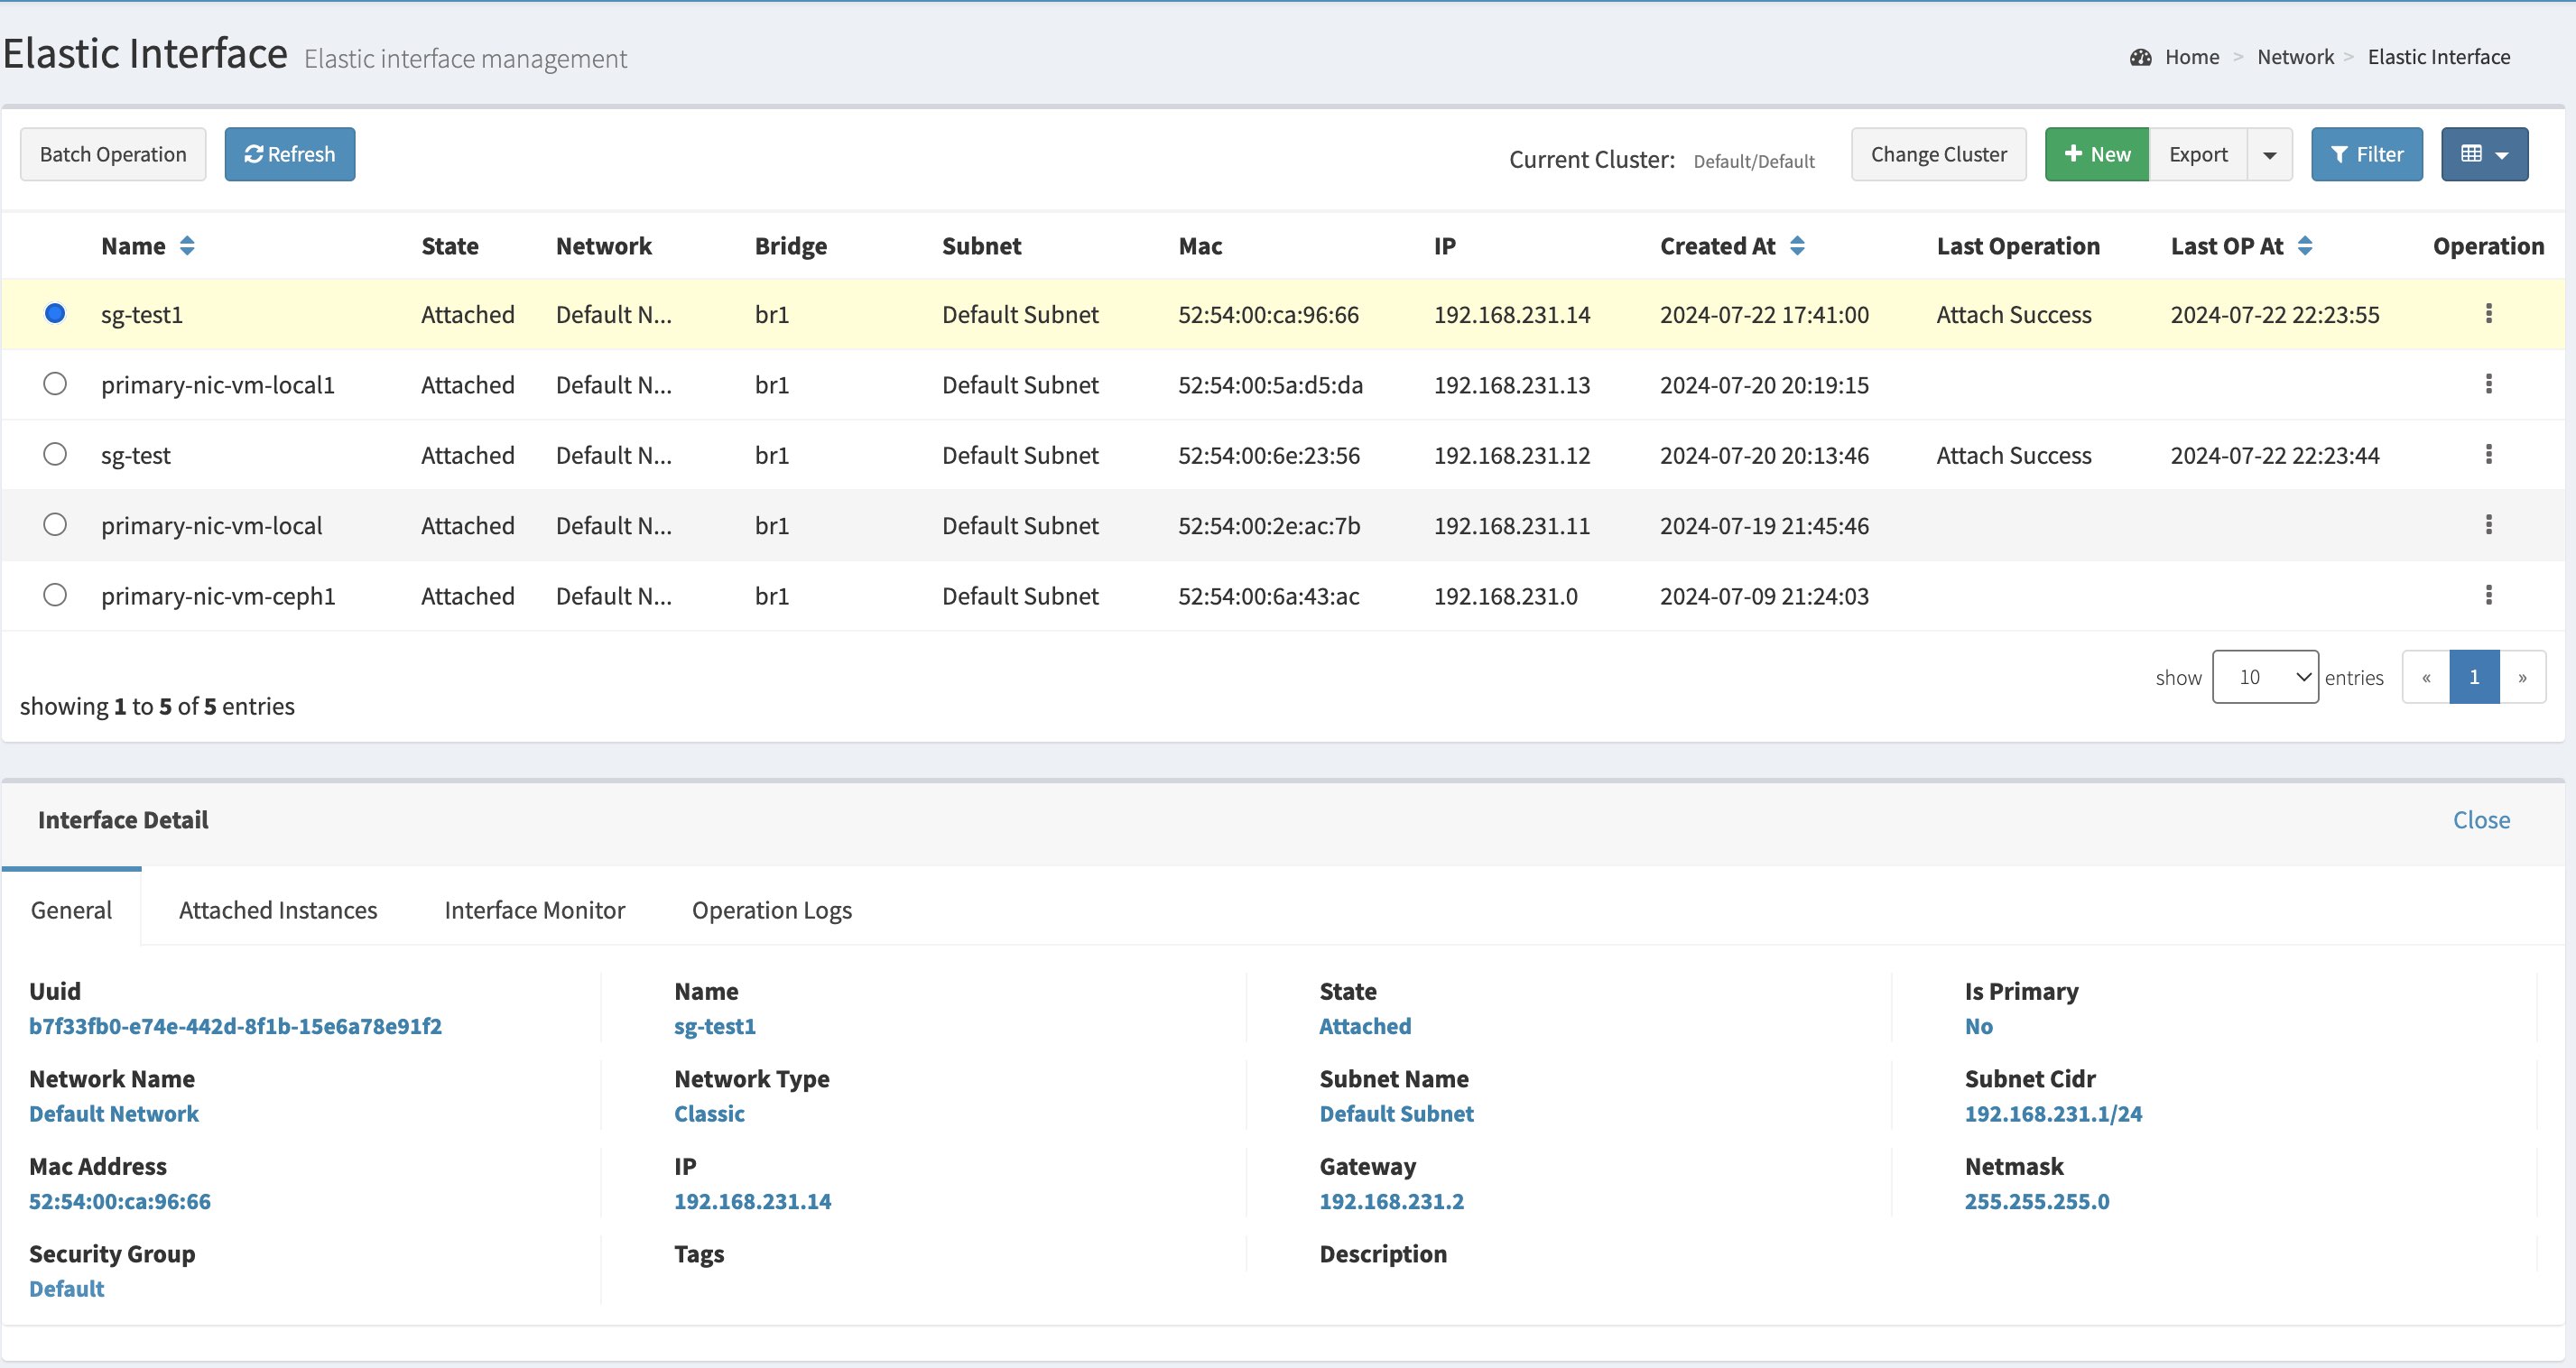 Elastic Interface Elastic interface management Home > Network > Elastic Interface
Batch Operation Refresh Current Cluster: Default/Default Change Cluster New Export Filter
Name State Network Bridge Subnet Mac IP Created At Last Operation Last OP At Operation
sg-test1 Attached Default N... br1 Default Subnet 52:54:00:ca:96:66 192.168.231.14 2024-07-22 17:41:00 Attach Success 2024-07-22 22:23:55
primary-nic-vm-local1 Attached Default N... br1 Default Subnet 52:54:00:5a:d5:da 192.168.231.13 2024-07-20 20:19:15
sg-test Attached Default N... br1 Default Subnet 52:54:00:6e:23:56 192.168.231.12 2024-07-20 20:13:46 Attach Success 2024-07-22 22:23:44
primary-nic-vm-local Attached Default N... br1 Default Subnet 52:54:00:2e:ac:7b 192.168.231.11 2024-07-19 21:45:46
primary-nic-vm-ceph1 Attached Default N... br1 Default Subnet 52:54:00:6a:43:ac 192.168.231.0 2024-07-09 21:24:03
show 10 entries « 1 »
showing 1 to 5 of 5 entries
Interface Detail Close
General Attached Instances Interface Monitor Operation Logs
Uuid Name State Is Primary
b7f33fb0-e74e-442d-8f1b-15e6a78e91f2 sg-test1 Attached No
Network Name Network Type Subnet Name Subnet Cidr
Default Network Classic Default Subnet 192.168.231.1/24
Mac Address IP Gateway Netmask
52:54:00:ca:96:66 192.168.231.14 192.168.231.2 255.255.255.0
Security Group Tags Description
Default